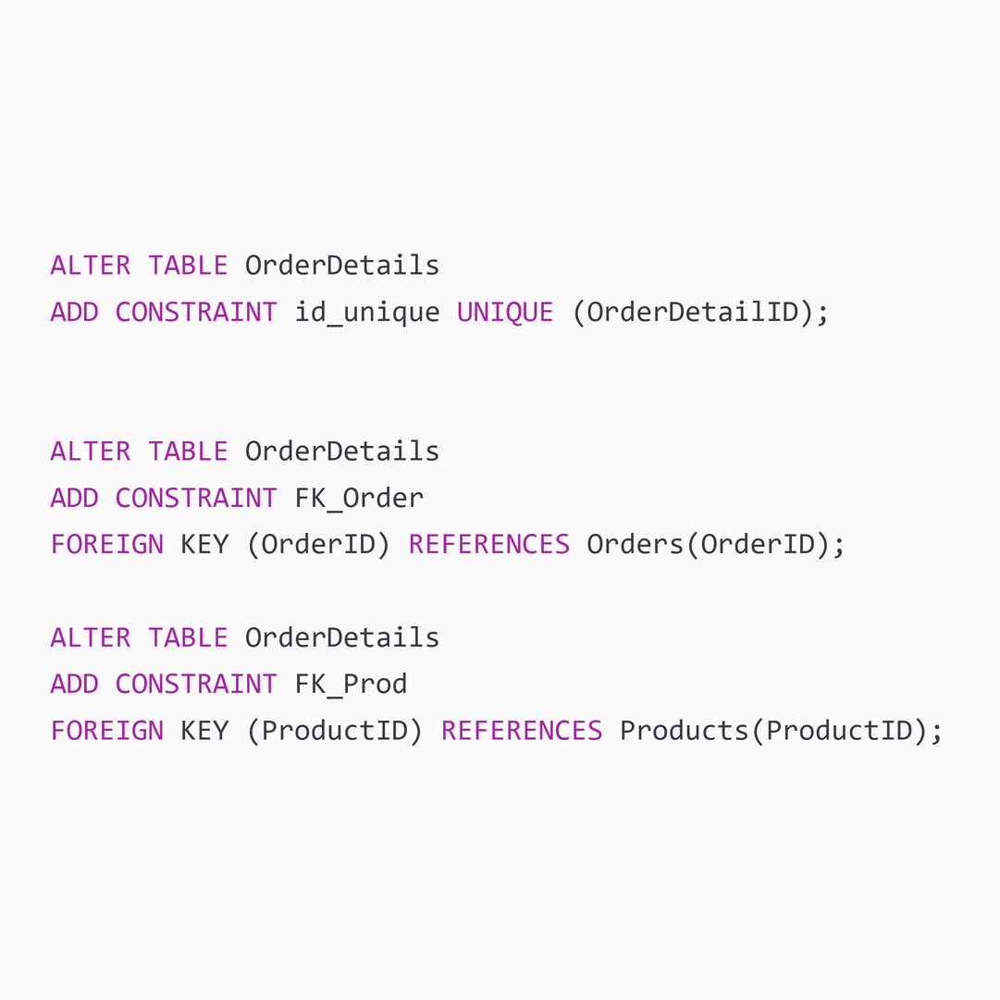 ALTER TABLE OrderDetails
ADD CONSTRAINT id_unique UNIQUE (OrderDetailID);
ALTER TABLE OrderDetails
ADD CONSTRAINT FK_Order
FOREIGN KEY (OrderID) REFERENCES Orders(OrderID);
ALTER TABLE OrderDetails
ADD CONSTRAINT FK_Prod
FOREIGN KEY (ProductID) REFERENCES Products(ProductID);